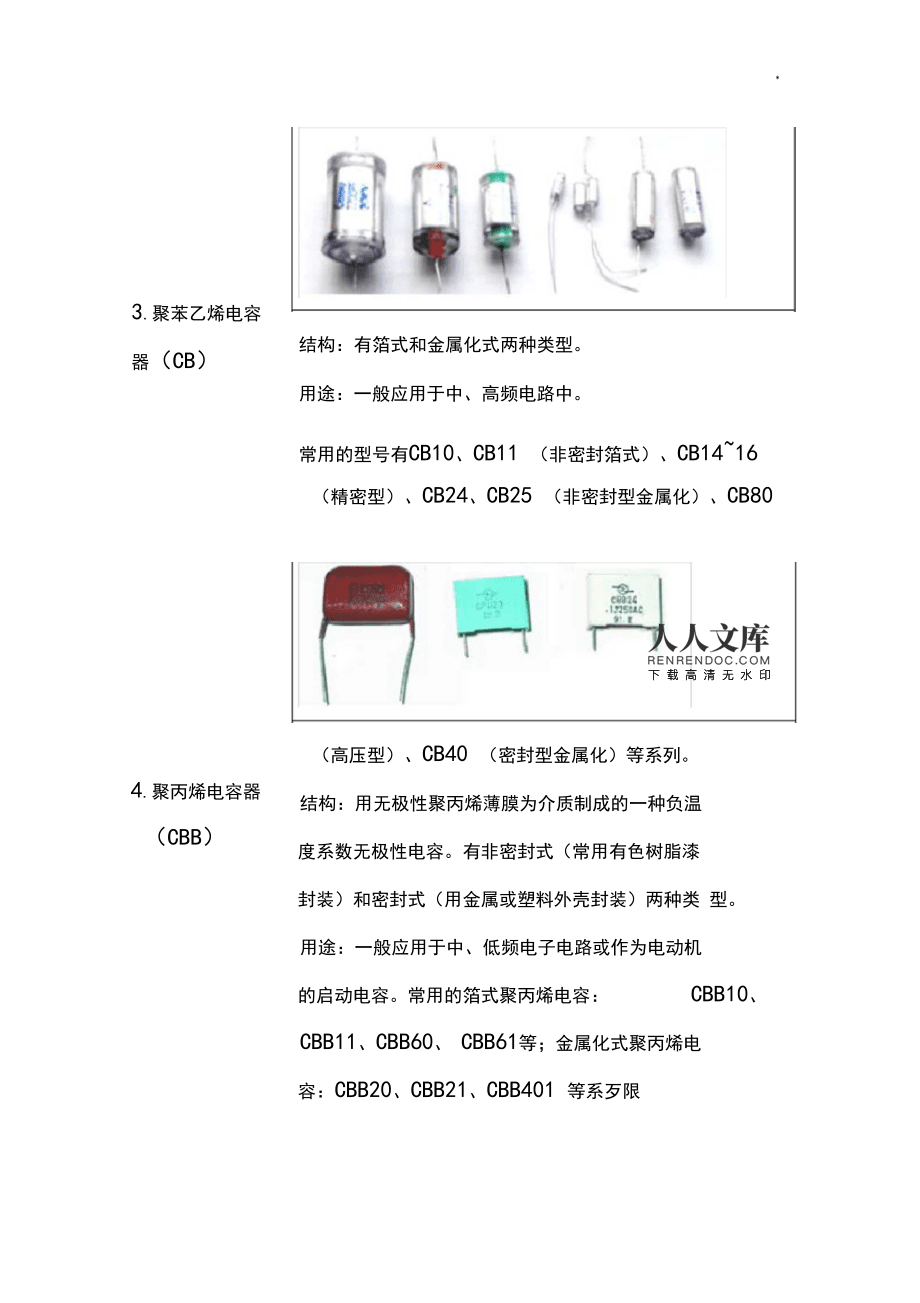 .
3.聚苯乙烯电容
器（CB）
结构：有箔式和金属化式两种类型。
用途：一般应用于中、高频电路中。
常用的型号有CB10、CB11 （非密封箔式）、CB14~16
（精密型）、CB24、CB25 （非密封型金属化）、CB80
CBB24
人人文库
RENRENDOC.COM
下载高清无水印
（高压型）、CB40 （密封型金属化）等系列。
4.聚丙烯电容器
（CBB）
结构：用无极性聚丙烯薄膜为介质制成的一种负温
度系数无极性电容。有非密封式（常用有色树脂漆
封装）和密封式（用金属或塑料外壳封装）两种类 型。
用途：一般应用于中、低频电子电路或作为电动机
的启动电容。常用的箔式聚丙烯电容： CBB10、
CBB11、CBB60、 CBB61等；金属化式聚丙烯电
容：CBB20、CBB21、CBB401 等系歹限